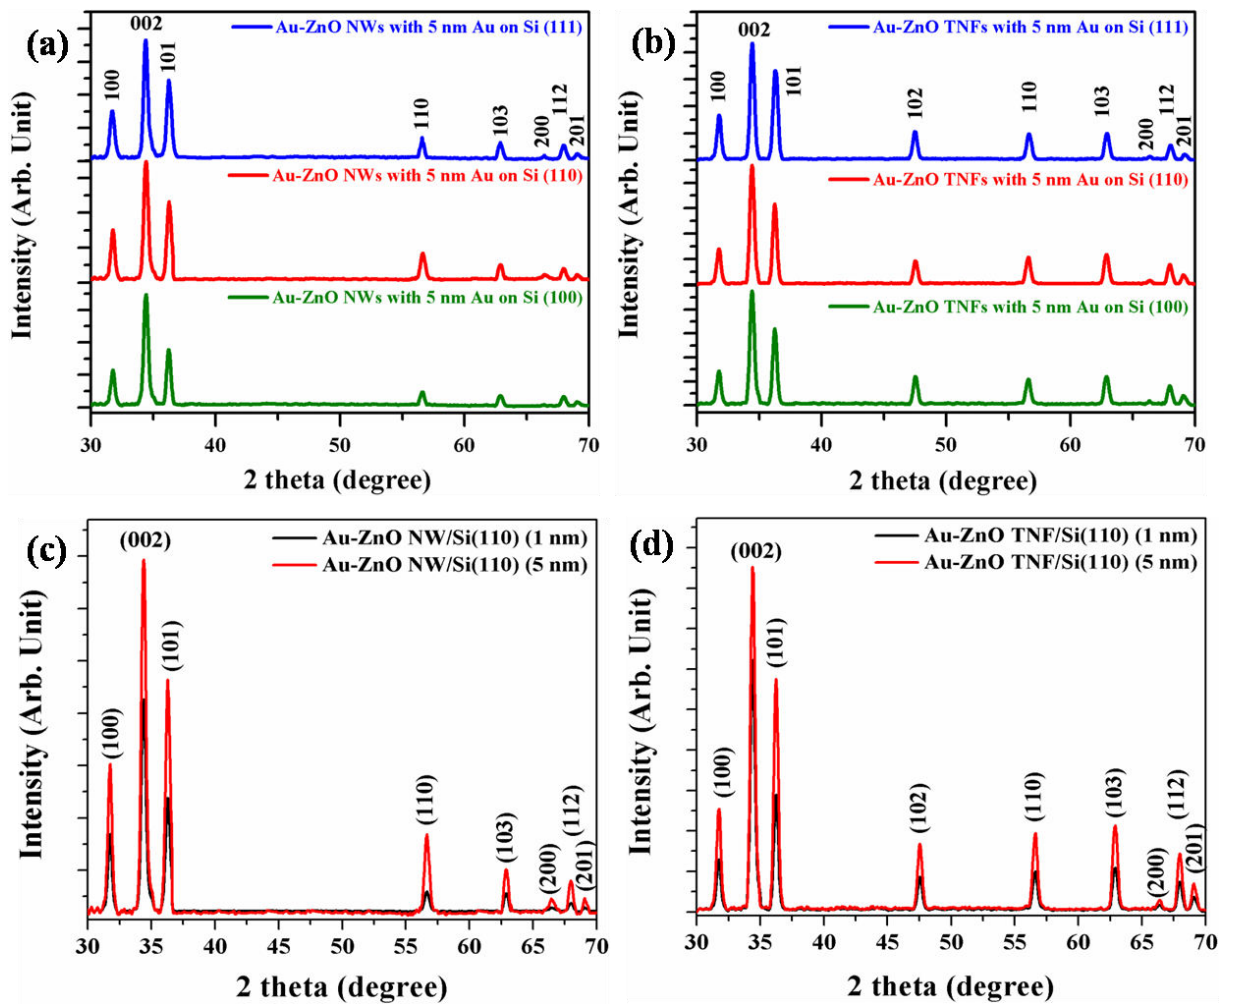 (a)
002
100
101
110
103
200
112
201
Au-ZnO NWs with 5 nm Au on Si (111)
Au-ZnO NWs with 5 nm Au on Si (110)
Au-ZnO NWs with 5 nm Au on Si (100)
Intensity (Arb. Unit)
30 40 50 60 70
2 theta (degree)
(b)
002
100
101
102
110
103
200
112
201
Au-ZnO TNFs with 5 nm Au on Si (111)
Au-ZnO TNFs with 5 nm Au on Si (110)
Au-ZnO TNFs with 5 nm Au on Si (100)
Intensity (Arb. Unit)
30 40 50 60 70
2 theta (degree)
(c)
(002)
(100)
(101)
(110)
(103)
(200)
(112)
(201)
Au-ZnO NW/Si(110) (1 nm)
Au-ZnO NW/Si(110) (5 nm)
Intensity (Arb. Unit)
30 35 40 45 50 55 60 65 70
2 theta (degree)
(d)
(002)
(100)
(101)
(102)
(110)
(103)
(200)
(112)
(201)
Au-ZnO TNF/Si(110) (1 nm)
Au-ZnO TNF/Si(110) (5 nm)
Intensity (Arb. Unit)
30 35 40 45 50 55 60 65 70
2 theta (degree)